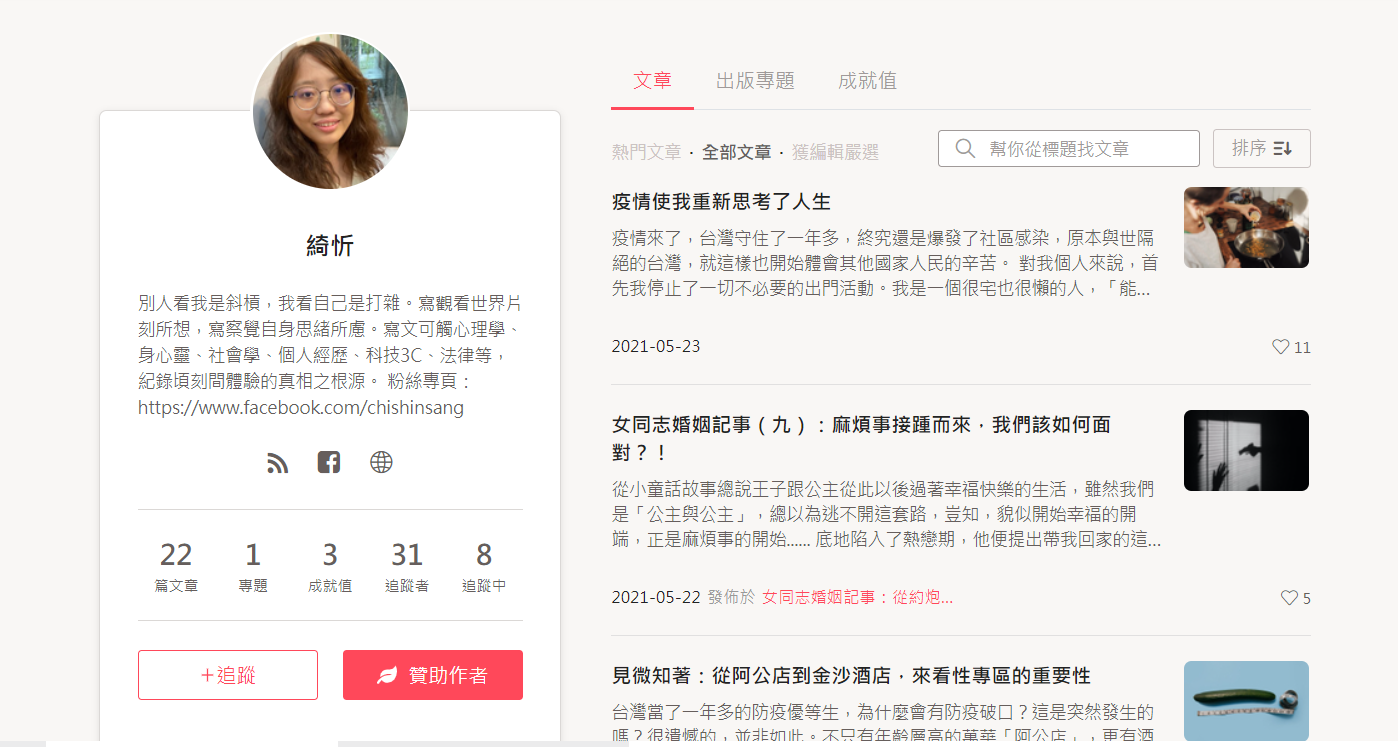 文章 出版專題 成就值
熱門文章 · 全部文章 · 獲編輯嚴選
幫你從標題找文章
排序
綺忻
別人看我是斜槓，我看自己是打雜。寫觀看世界片
刻所想，寫察覺自身思緒所慮。寫文可觸心理學、
身心靈、社會學、個人經歷、科技3C、法律等，
紀錄頃刻間體驗的真相之根源。 粉絲專頁：
https://www.facebook.com/chishinsang
22 1 3 31 8
篇文章 專題 成就值 追蹤者 追蹤中
+追蹤
贊助作者
疫情使我重新思考了人生
疫情來了，台灣守住了一年多，終究還是爆發了社區感染，原本與世隔
絕的台灣，就這樣也開始體會其他國家人民的辛苦。 對我個人來說，首
先我停止了一切不必要的出門活動。我是一個很宅也很懶的人，「能...
2021-05-23
11
女同志婚姻記事（九）：麻煩事接踵而來，我們該如何面
對？！
從小童話故事總說王子跟公主從此以後過著幸福快樂的生活，雖然我們
是「公主與公主」，總以為逃不開這套路，豈知，貌似開始幸福的開
端，正是麻煩事的開始...... 底地陷入了熱戀期，他便提出帶我回家的這...
2021-05-22 發佈於 女同志婚姻記事：從約炮...
5
見微知著：從阿公店到金沙酒店，來看性專區的重要性
台灣當了一年多的防疫優等生，為什麼會有防疫破口？這是突然發生的
嗎？很遺憾的，並非如此。不只有年齡層高的萬華「阿公店」，更有酒